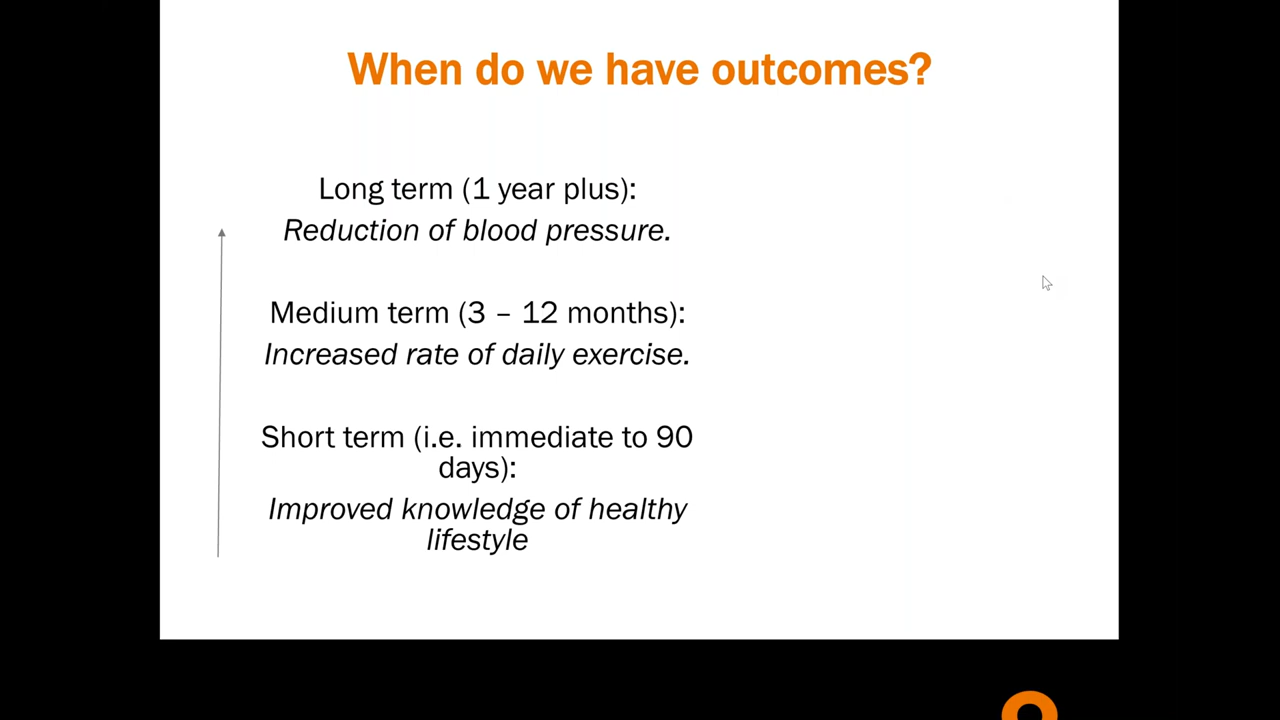 When do we have outcomes?
Long term (1 year plus):
Reduction of blood pressure.
Medium term (3 – 12 months):
Increased rate of daily exercise.
Short term (i.e. immediate to 90
days):
Improved knowledge of healthy
lifestyle